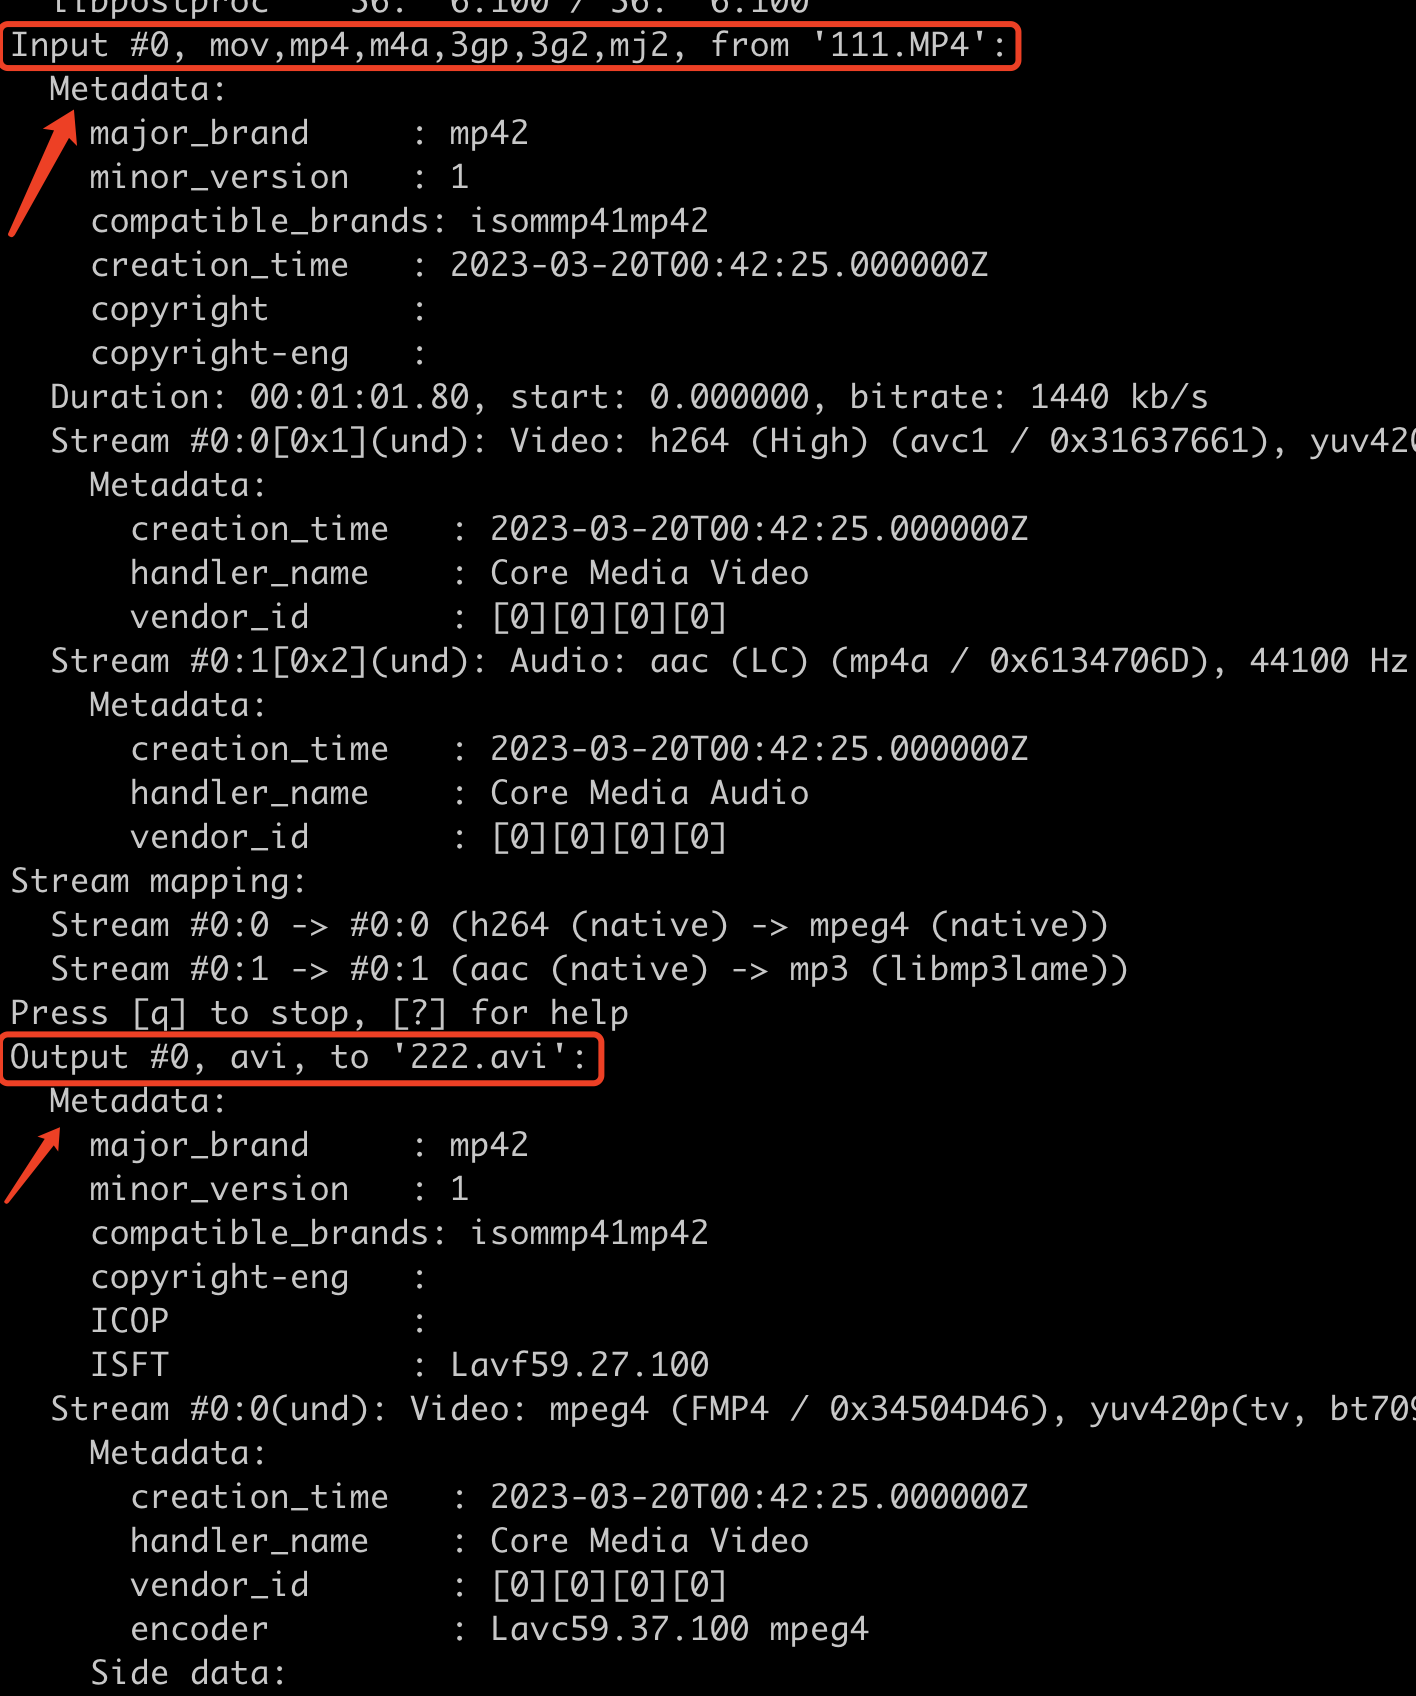 libpostproc    56.  6.100 / 56.  6.100
Input #0, mov,mp4,m4a,3gp,3g2,mj2, from '111.MP4':
  Metadata:
    major_brand     : mp42
    minor_version   : 1
    compatible_brands: isommp41mp42
    creation_time   : 2023-03-20T00:42:25.000000Z
    copyright       :
    copyright-eng   :
  Duration: 00:01:01.80, start: 0.000000, bitrate: 1440 kb/s
  Stream #0:0[0x1](und): Video: h264 (High) (avc1 / 0x31637661), yuv420
    Metadata:
      creation_time   : 2023-03-20T00:42:25.000000Z
      handler_name    : Core Media Video
      vendor_id       : [0][0][0][0]
  Stream #0:1[0x2](und): Audio: aac (LC) (mp4a / 0x6134706D), 44100 Hz
    Metadata:
      creation_time   : 2023-03-20T00:42:25.000000Z
      handler_name    : Core Media Audio
      vendor_id       : [0][0][0][0]
Stream mapping:
  Stream #0:0 -> #0:0 (h264 (native) -> mpeg4 (native))
  Stream #0:1 -> #0:1 (aac (native) -> mp3 (libmp3lame))
Press [q] to stop, [?] for help
Output #0, avi, to '222.avi':
  Metadata:
    major_brand     : mp42
    minor_version   : 1
    compatible_brands: isommp41mp42
    copyright-eng   :
    ICOP            :
    ISFT            : Lavf59.27.100
  Stream #0:0(und): Video: mpeg4 (FMP4 / 0x34504D46), yuv420p(tv, bt709
    Metadata:
      creation_time   : 2023-03-20T00:42:25.000000Z
      handler_name    : Core Media Video
      vendor_id       : [0][0][0][0]
      encoder         : Lavc59.37.100 mpeg4
    Side data: